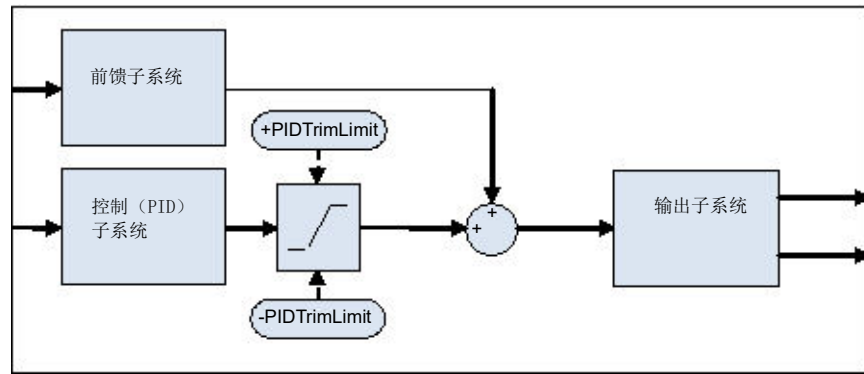 前馈子系统
+PIDTrimLimit
控制（PID）
子系统
+
+
输出子系统
-PIDTrimLimit